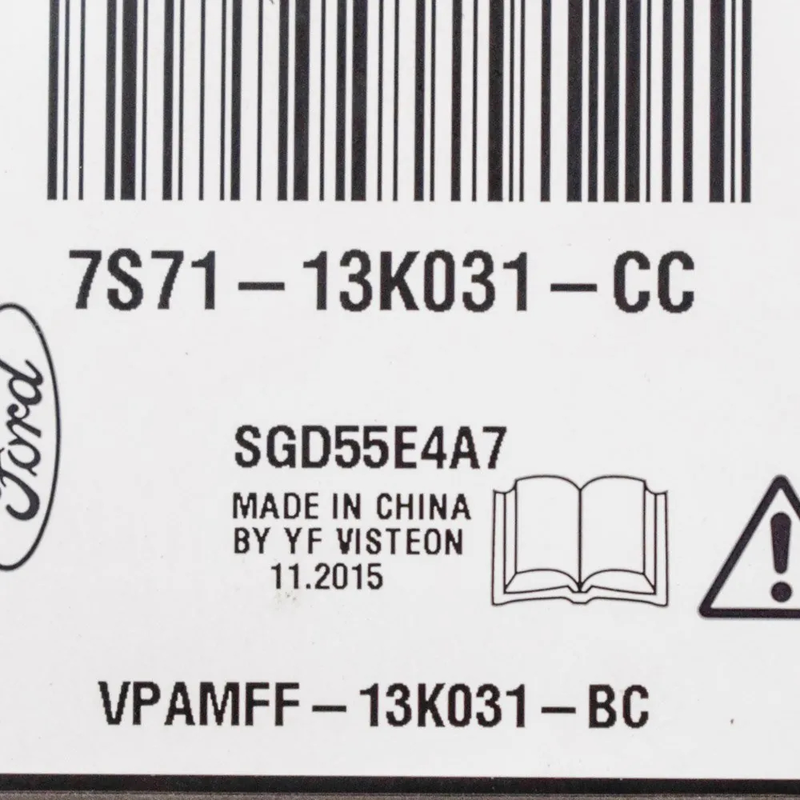 7S71-13K031-CC
Ford
SGD55E4A7
MADE IN CHINA
BY YF VISTEON
11.2015
VPAMFF-13K031-BC